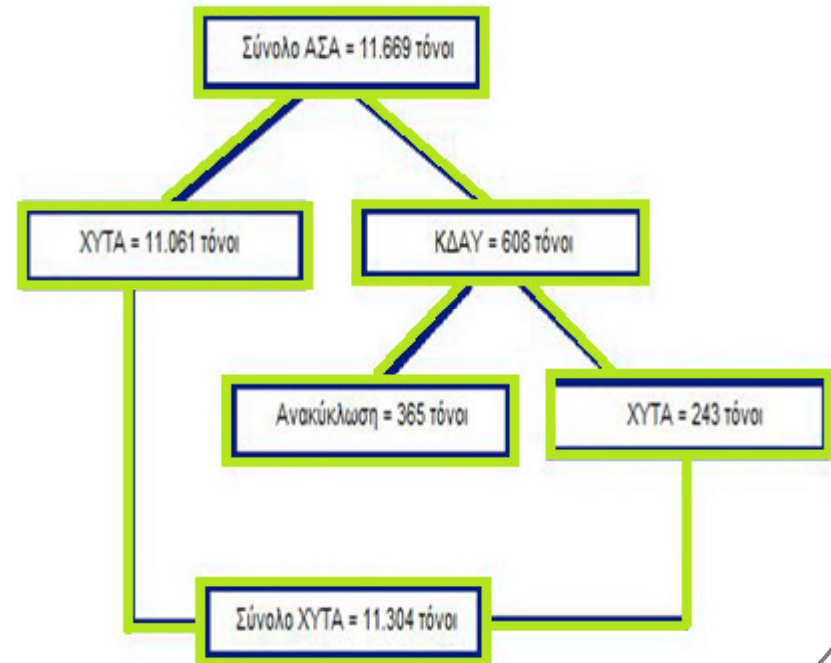 Σύνολο ΑΣΑ = 11.669 τόνοι
ΧΥΤΑ = 11.061 τόνοι
ΚΔΑΥ = 608 τόνοι
Ανακύκλωση = 365 τόνοι
ΧΥΤΑ = 243 τόνοι
Σύνολο ΧΥΤΑ = 11.304 τόνοι